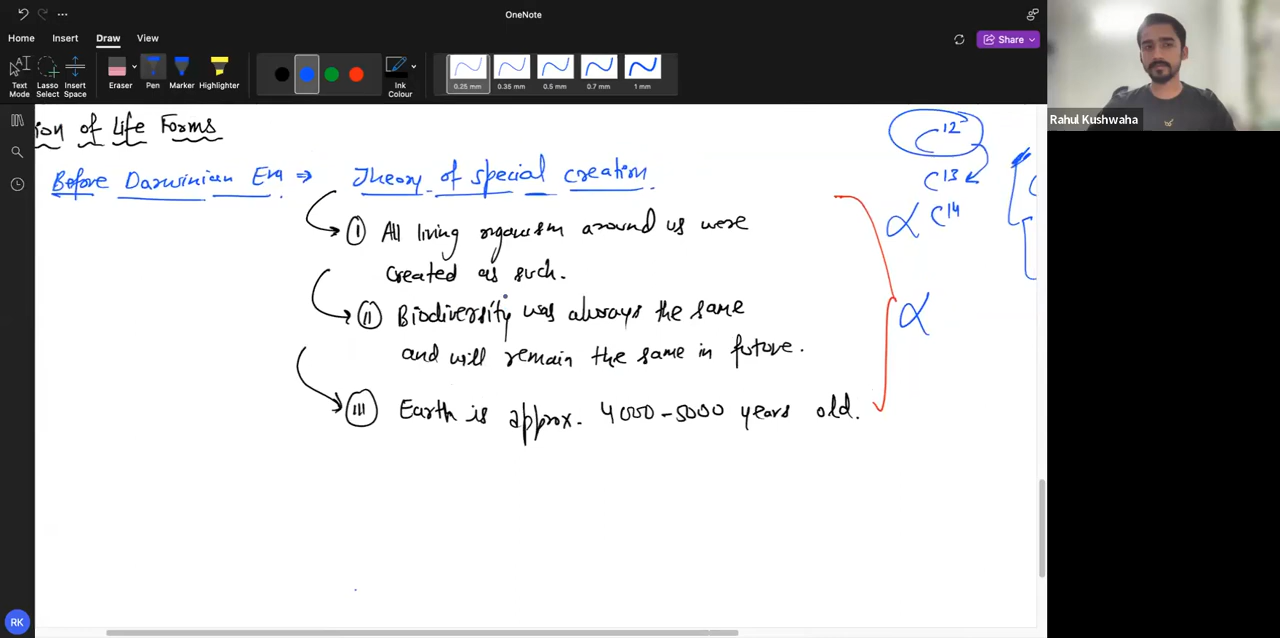 OneNote
Home Insert Draw View
Share
Text Mode
Lasso Select
Insert Space
Eraser
Pen
Marker
Highlighter
Ink Colour
0.25 mm
0.35 mm
0.5 mm
0.7 mm
1 mm
Rahul Kushwaha
ion of Life Forms
Before Darwinian Era ⇒ Theory of special creation.
(I) All living organism around us were
created as such.
(II) Biodiversity was always the same
and will remain the same in future.
(III) Earth is approx. 4000-5000 years old.
C12
C13
α C14
α
RK